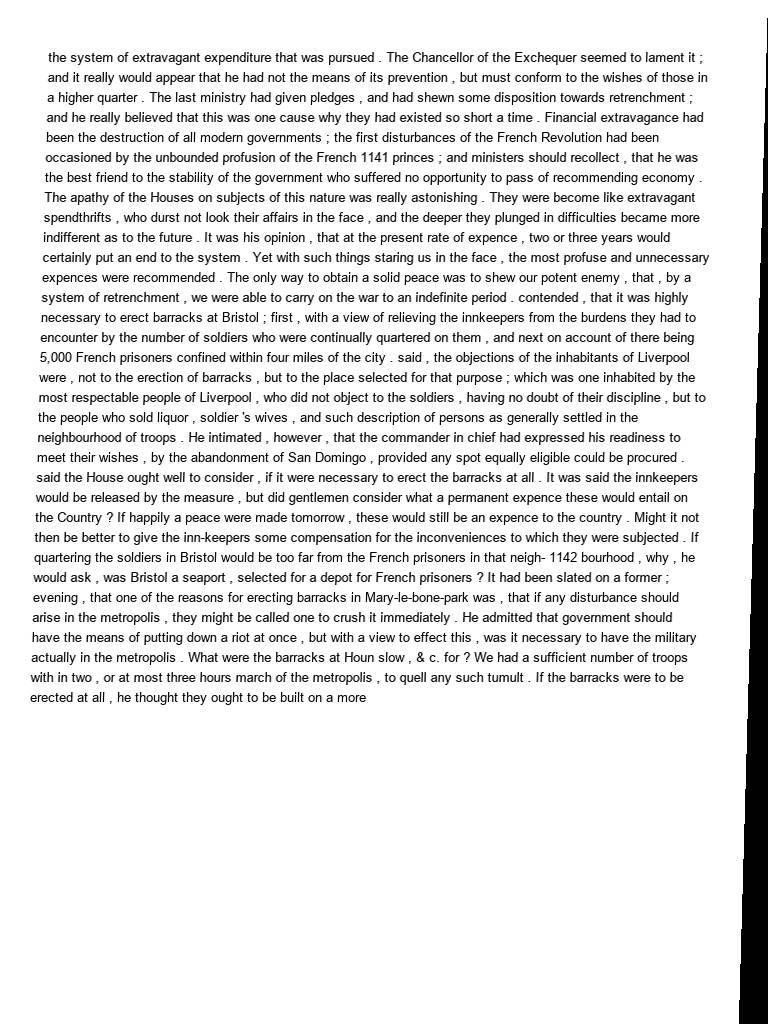 the system of extravagant expenditure that was pursued . The Chancellor of the Exchequer seemed to lament it ;
and it really would appear that he had not the means of its prevention , but must conform to the wishes of those in
a higher quarter . The last ministry had given pledges , and had shewn some disposition towards retrenchment ;
and he really believed that this was one cause why they had existed so short a time . Financial extravagance had
been the destruction of all modern governments ; the first disturbances of the French Revolution had been
occasioned by the unbounded profusion of the French 1141 princes ; and ministers should recollect , that he was
the best friend to the stability of the government who suffered no opportunity to pass of recommending economy .
The apathy of the Houses on subjects of this nature was really astonishing . They were become like extravagant
spendthrifts , who durst not look their affairs in the face , and the deeper they plunged in difficulties became more
indifferent as to the future . It was his opinion , that at the present rate of expence , two or three years would
certainly put an end to the system . Yet with such things staring us in the face , the most profuse and unnecessary
expences were recommended . The only way to obtain a solid peace was to shew our potent enemy , that , by a
system of retrenchment , we were able to carry on the war to an indefinite period . contended , that it was highly
necessary to erect barracks at Bristol ; first , with a view of relieving the innkeepers from the burdens they had to
encounter by the number of soldiers who were continually quartered on them , and next on account of there being
5,000 French prisoners confined within four miles of the city . said , the objections of the inhabitants of Liverpool
were , not to the erection of barracks , but to the place selected for that purpose ; which was one inhabited by the
most respectable people of Liverpool , who did not object to the soldiers , having no doubt of their discipline , but to
the people who sold liquor , soldier 's wives , and such description of persons as generally settled in the
neighbourhood of troops . He intimated , however , that the commander in chief had expressed his readiness to
meet their wishes , by the abandonment of San Domingo , provided any spot equally eligible could be procured .
said the House ought well to consider , if it were necessary to erect the barracks at all . It was said the innkeepers
would be released by the measure , but did gentlemen consider what a permanent expence these would entail on
the Country ? If happily a peace were made tomorrow , these would still be an expence to the country . Might it not
then be better to give the inn-keepers some compensation for the inconveniences to which they were subjected . If
quartering the soldiers in Bristol would be too far from the French prisoners in that neigh- 1142 bourhood , why , he
would ask , was Bristol a seaport , selected for a depot for French prisoners ? It had been slated on a former ;
evening , that one of the reasons for erecting barracks in Mary-le-bone-park was , that if any disturbance should
arise in the metropolis , they might be called one to crush it immediately . He admitted that government should
have the means of putting down a riot at once , but with a view to effect this , was it necessary to have the military
actually in the metropolis . What were the barracks at Houn slow , & c. for ? We had a sufficient number of troops
with in two , or at most three hours march of the metropolis , to quell any such tumult . If the barracks were to be
erected at all , he thought they ought to be built on a more